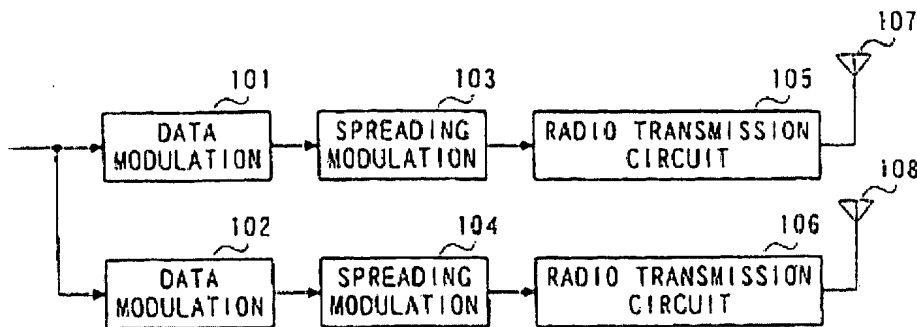 107
101
103
105
DATA
MODULATION
SPREADING
MODULATION
RADIO TRANSMISSION
CIRCUIT
108
102
104
106
DATA
MODULATION
SPREADING
MODULATION
RADIO TRANSMISSION
CIRCUIT